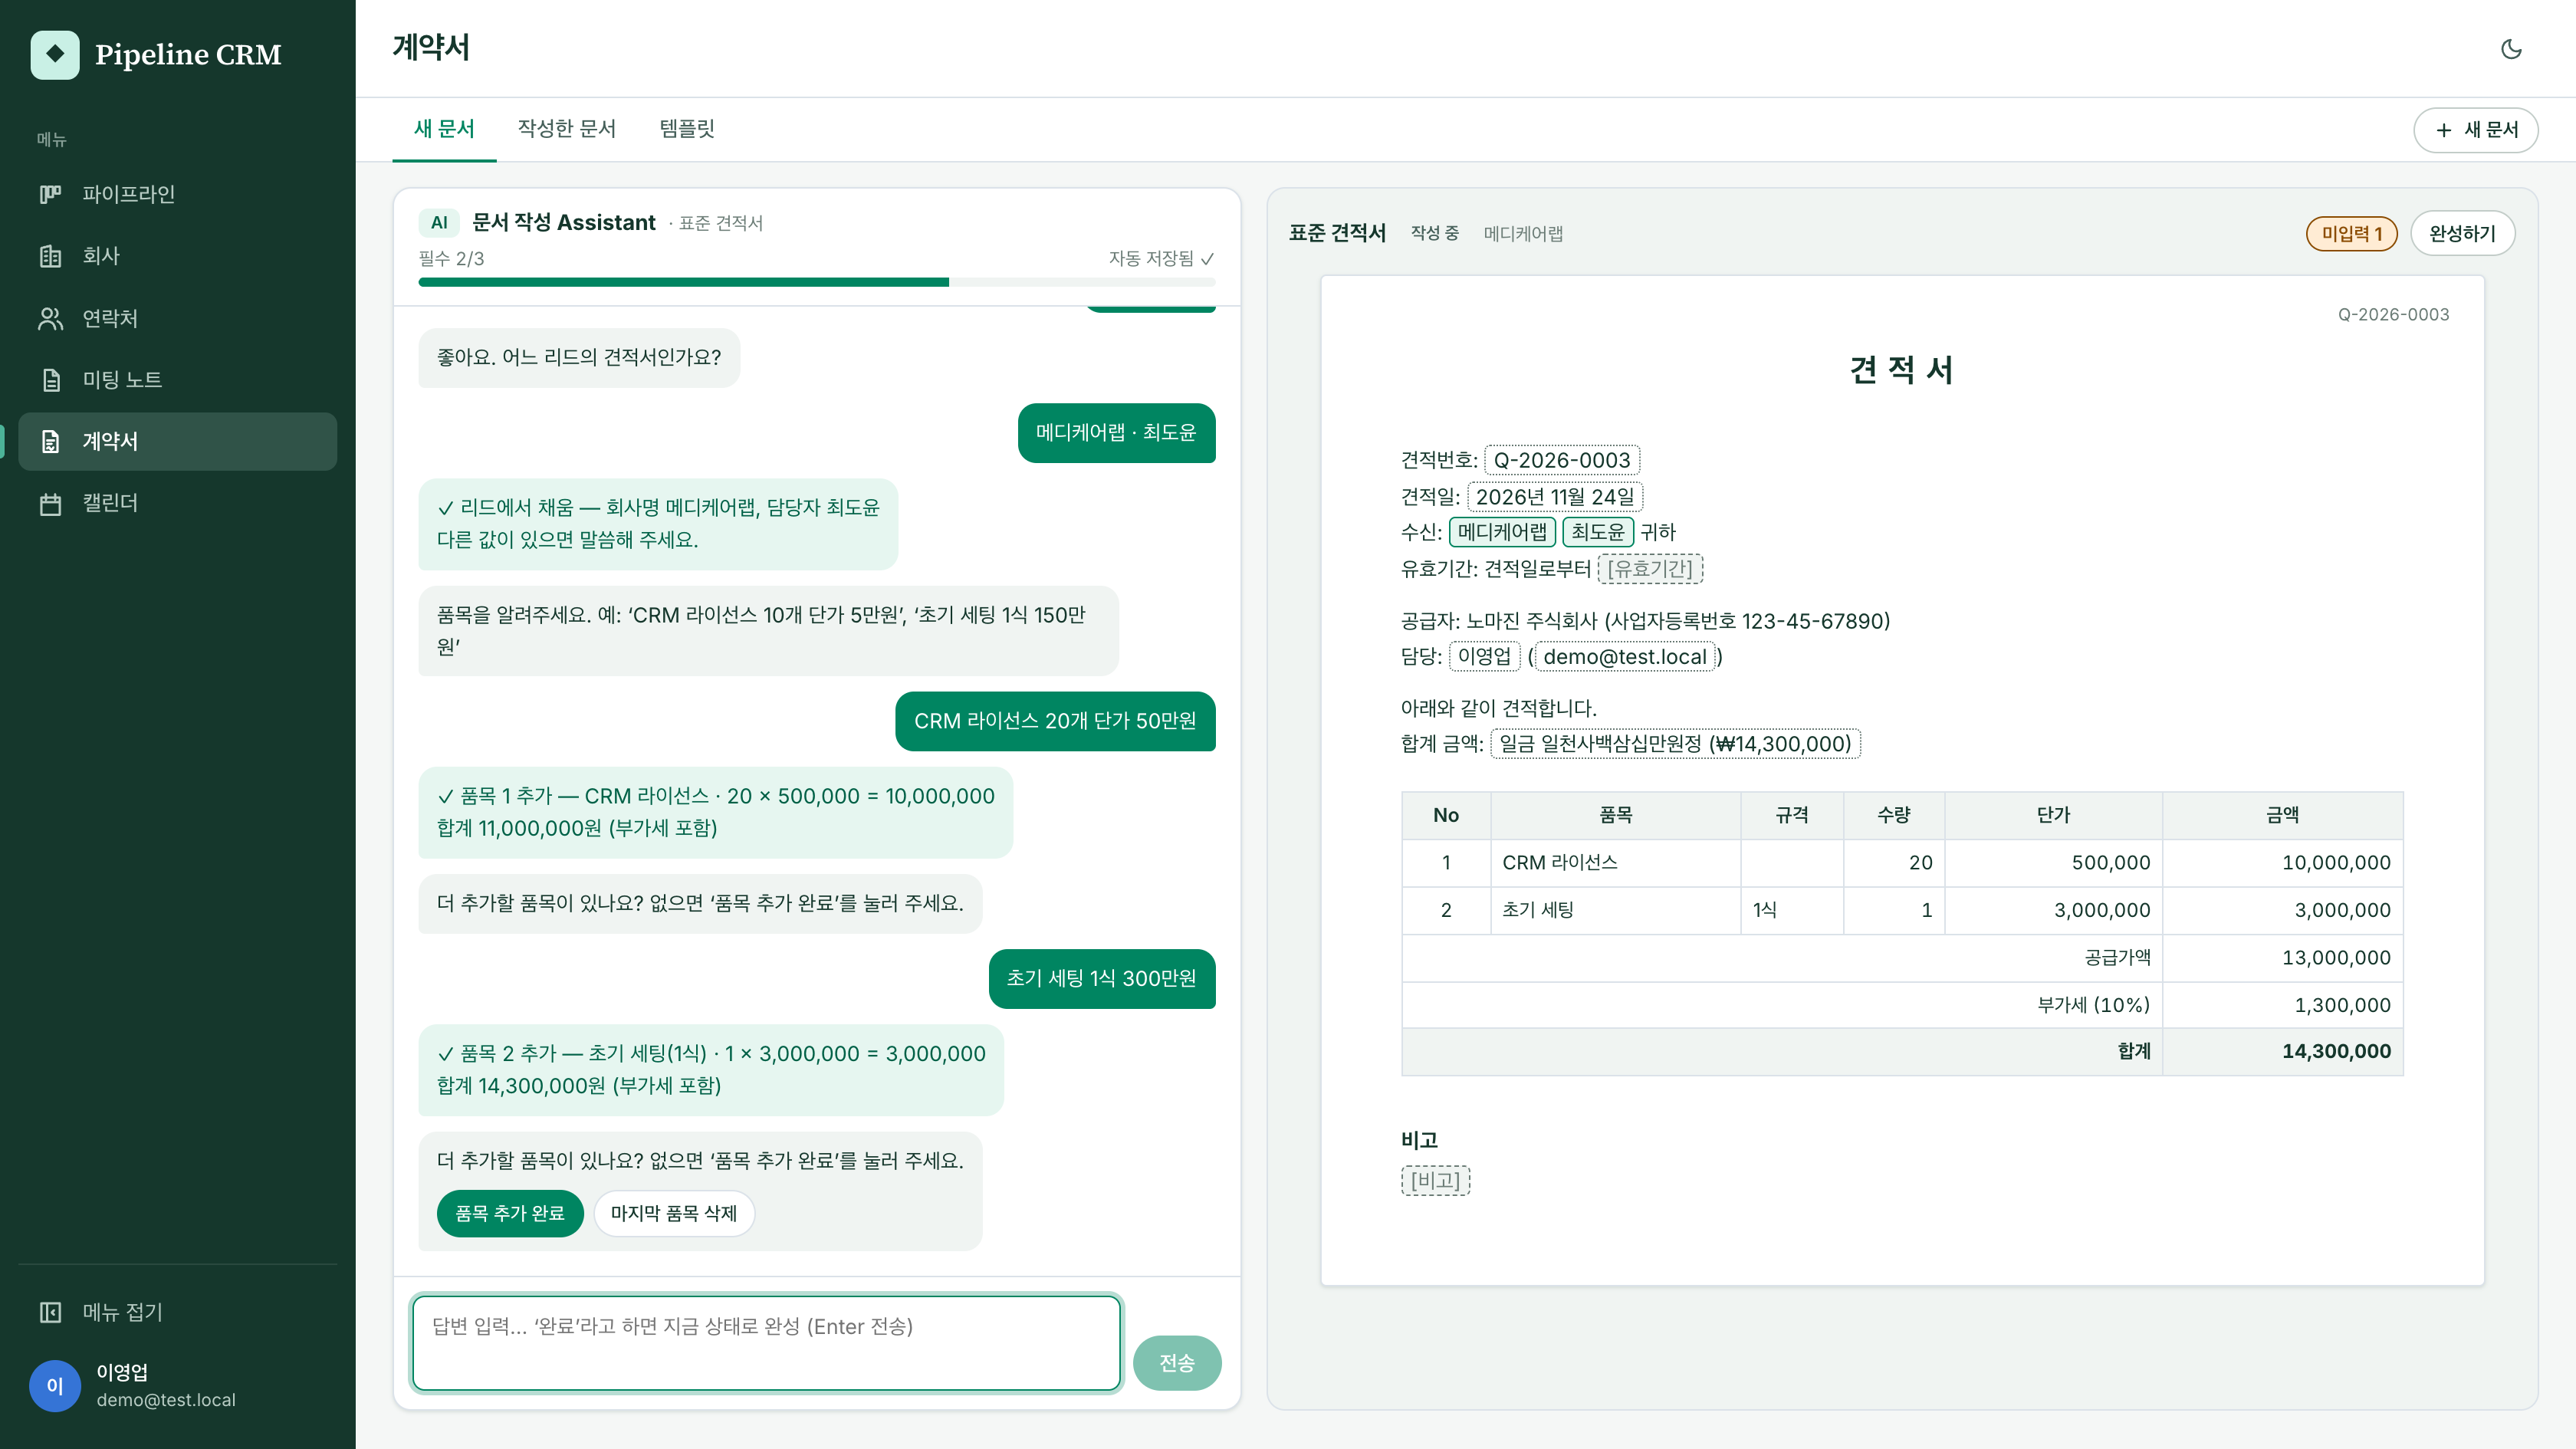 Pipeline CRM
메뉴
파이프라인
회사
연락처
미팅 노트
계약서
캘린더
메뉴 접기
이
이영업
demo@test.local
계약서
새 문서
작성한 문서
템플릿
+ 새 문서
AI 문서 작성 Assistant · 표준 견적서
필수 2/3
자동 저장됨 ✓
좋아요. 어느 리드의 견적서인가요?
메디케어랩 · 최도윤
✓ 리드에서 채움 — 회사명 메디케어랩, 담당자 최도윤
다른 값이 있으면 말씀해 주세요.
품목을 알려주세요. 예: ‘CRM 라이선스 10개 단가 5만원’, ‘초기 세팅 1식 150만
원’
CRM 라이선스 20개 단가 50만원
✓ 품목 1 추가 — CRM 라이선스 · 20 × 500,000 = 10,000,000
합계 11,000,000원 (부가세 포함)
더 추가할 품목이 있나요? 없으면 ‘품목 추가 완료’를 눌러 주세요.
초기 세팅 1식 300만원
✓ 품목 2 추가 — 초기 세팅(1식) · 1 × 3,000,000 = 3,000,000
합계 14,300,000원 (부가세 포함)
더 추가할 품목이 있나요? 없으면 ‘품목 추가 완료’를 눌러 주세요.
품목 추가 완료
마지막 품목 삭제
답변 입력... ‘완료’라고 하면 지금 상태로 완성 (Enter 전송)
전송
표준 견적서 작성 중 메디케어랩
미입력 1
완성하기
Q-2026-0003
견 적 서
견적번호: Q-2026-0003
견적일: 2026년 11월 24일
수신: 메디케어랩 최도윤 귀하
유효기간: 견적일로부터 [유효기간]
공급자: 노마진 주식회사 (사업자등록번호 123-45-67890)
담당: 이영업 (demo@test.local)
아래와 같이 견적합니다.
합계 금액: 일금 일천사백삼십만원정 (₩14,300,000)
No 품목 규격 수량 단가 금액
1 CRM 라이선스 20 500,000 10,000,000
2 초기 세팅 1식 1 3,000,000 3,000,000
공급가액 13,000,000
부가세 (10%) 1,300,000
합계 14,300,000
비고
[비고]